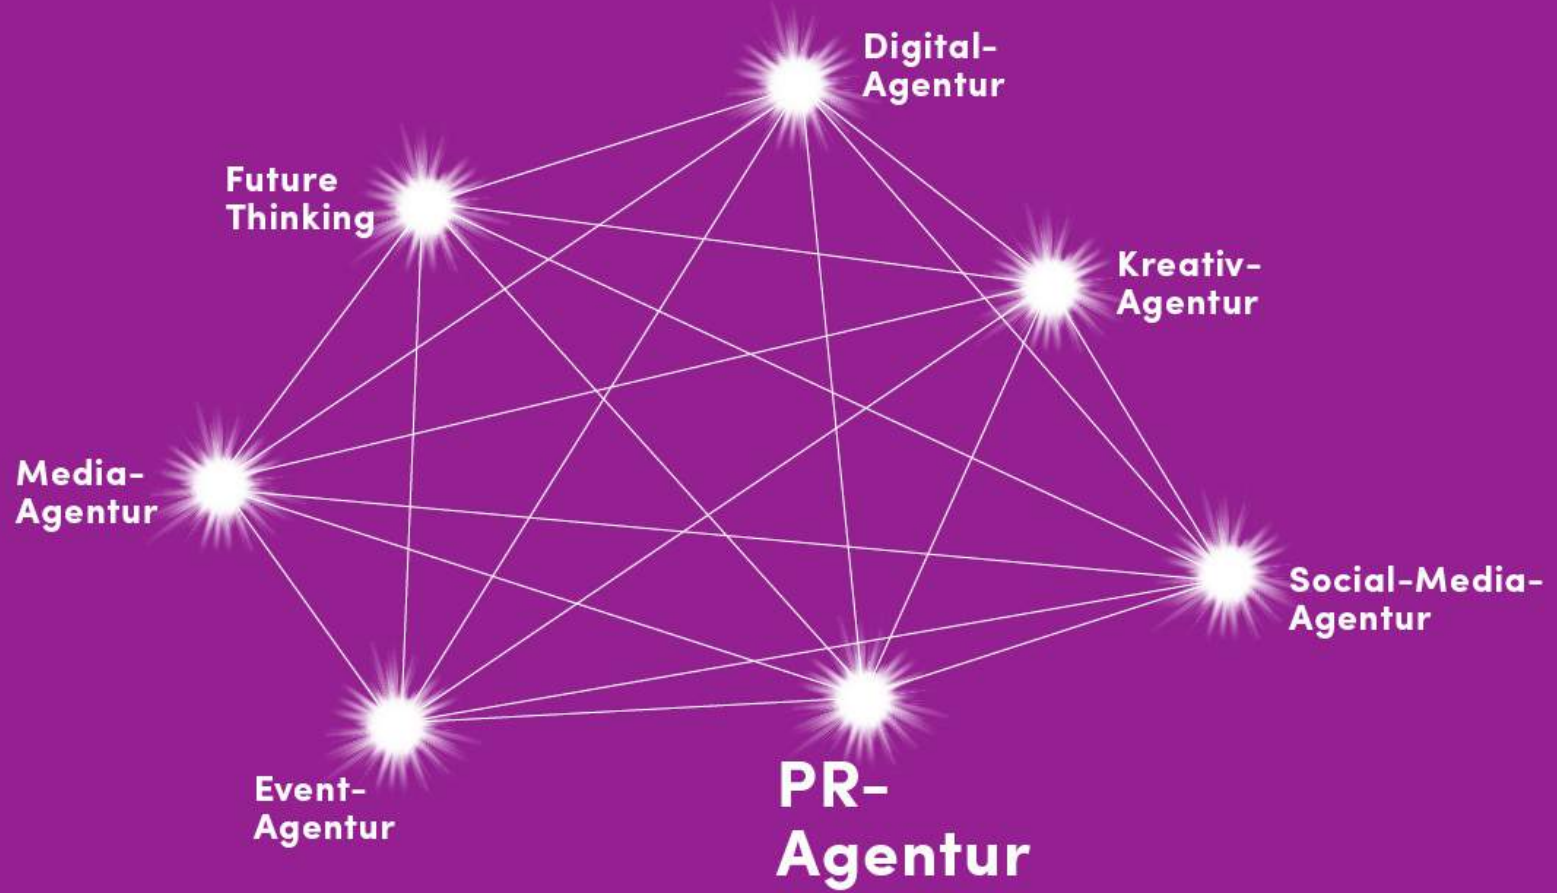 Digital-
Agentur
Future
Thinking
Kreativ-
Agentur
Media-
Agentur
Social-Media-
Agentur
Event-
Agentur
PR-
Agentur